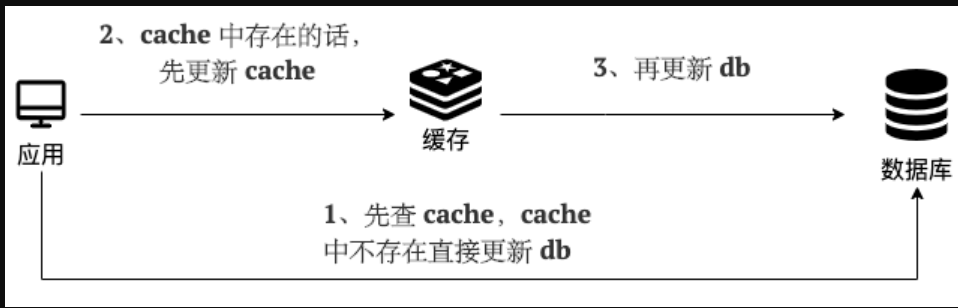 2、cache 中存在的话，
先更新 cache
3、再更新 db
应用
缓存
数据库
1、先查 cache，cache
中不存在直接更新 db